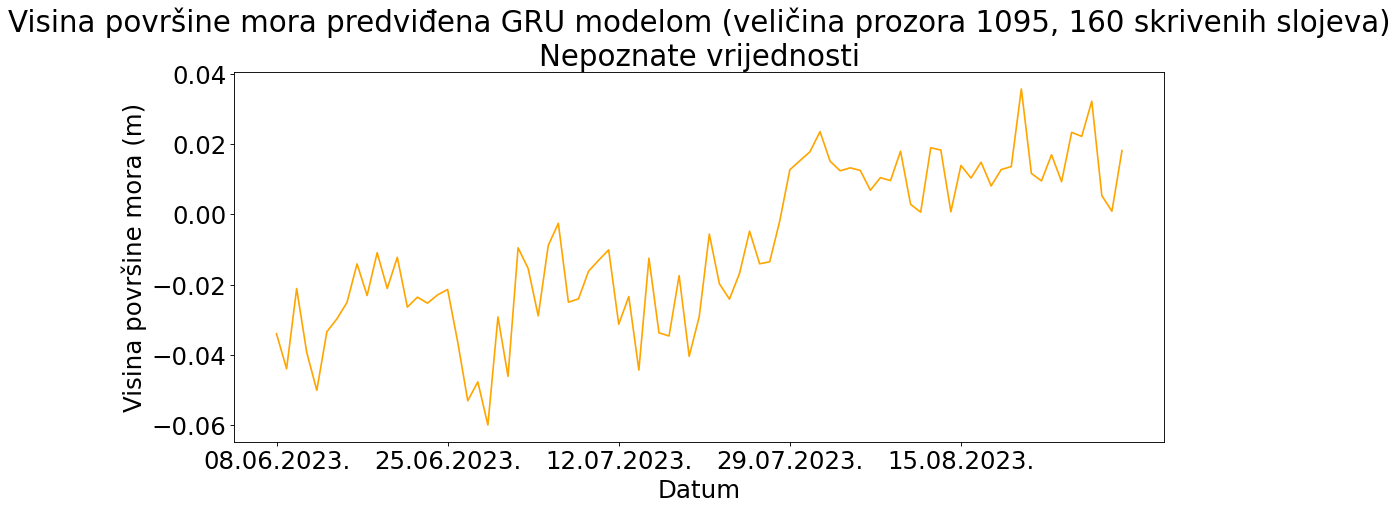 Visina površine mora predviđena GRU modelom (veličina prozora 1095, 160 skrivenih slojeva)
Nepoznate vrijednosti
Visina površine mora (m)
0.04
0.02
0.00
−0.02
−0.04
−0.06
08.06.2023. 25.06.2023. 12.07.2023. 29.07.2023. 15.08.2023.
Datum